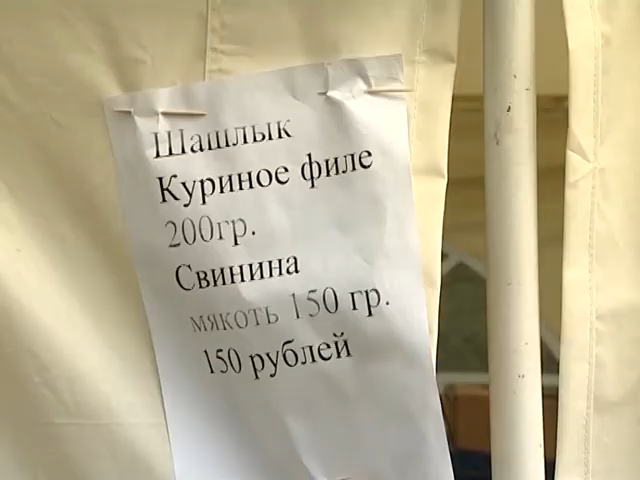 Шашлык
Куриное филе
200гр.
Свинина
мякоть 150 гр.
150 рублей